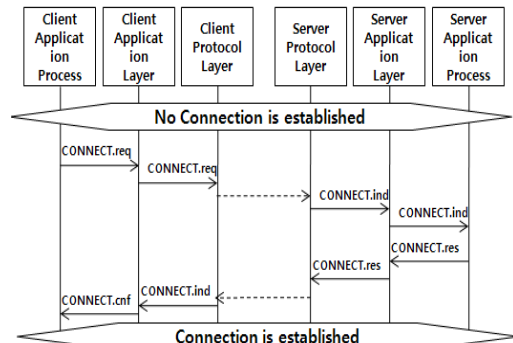 Client
Applicat
ion
Process
Client
Applicat
ion
Layer
Client
Protocol
Layer
Server
Protocol
Layer
Server
Applicat
ion
Layer
Server
Applicat
ion
Process
No Connection is established
CONNECT.req
CONNECT.req
CONNECT.ind
CONNECT.ind
CONNECT.res
CONNECT.res
CONNECT.ind
CONNECT.cnf
Connection is established